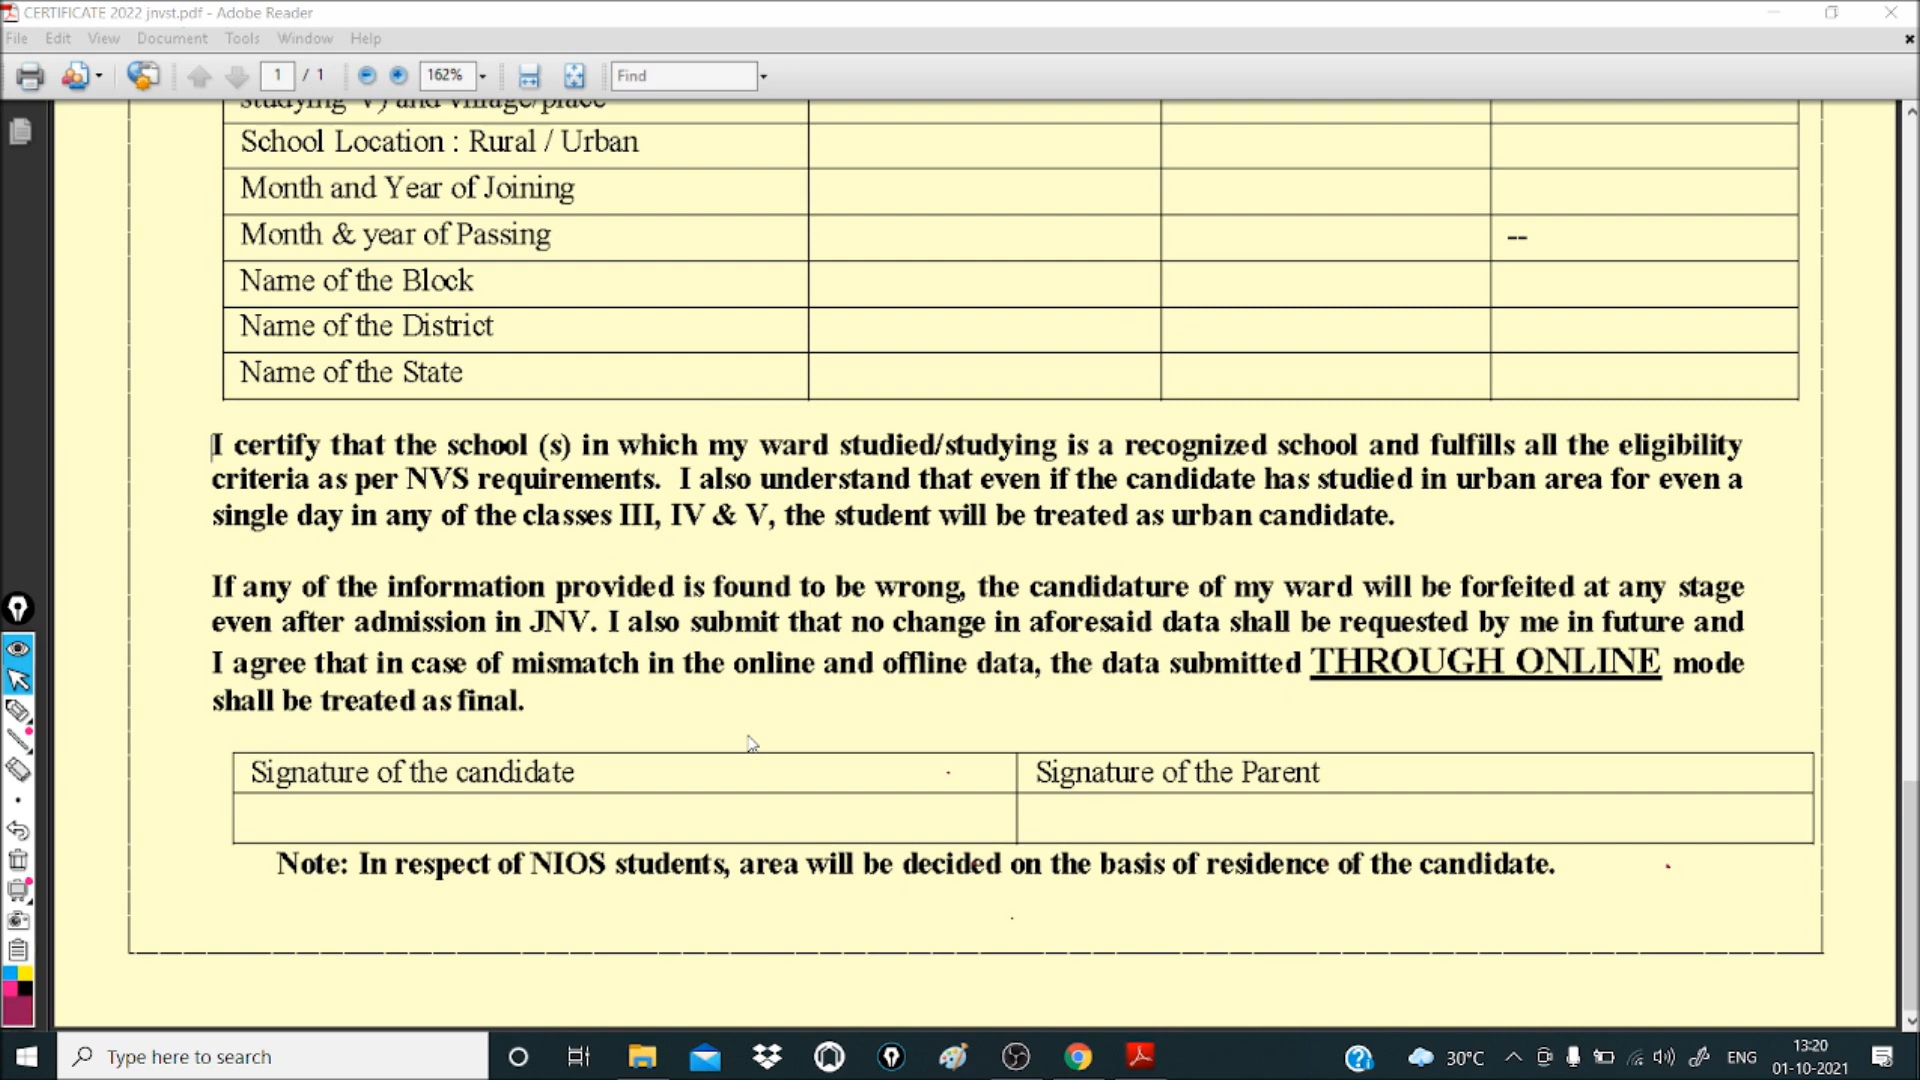 CERTIFICATE 2022 jnvst.pdf - Adobe Reader
File Edit View Document Tools Window Help
1 / 1 162% Find
studying V) and village/place
School Location : Rural / Urban
Month and Year of Joining
Month & year of Passing --
Name of the Block
Name of the District
Name of the State
I certify that the school (s) in which my ward studied/studying is a recognized school and fulfills all the eligibility
criteria as per NVS requirements. I also understand that even if the candidate has studied in urban area for even a
single day in any of the classes III, IV & V, the student will be treated as urban candidate.
If any of the information provided is found to be wrong, the candidature of my ward will be forfeited at any stage
even after admission in JNV. I also submit that no change in aforesaid data shall be requested by me in future and
I agree that in case of mismatch in the online and offline data, the data submitted THROUGH ONLINE mode
shall be treated as final.
Signature of the candidate Signature of the Parent
Note: In respect of NIOS students, area will be decided on the basis of residence of the candidate.
Type here to search 30°C ENG 13:20
01-10-2021